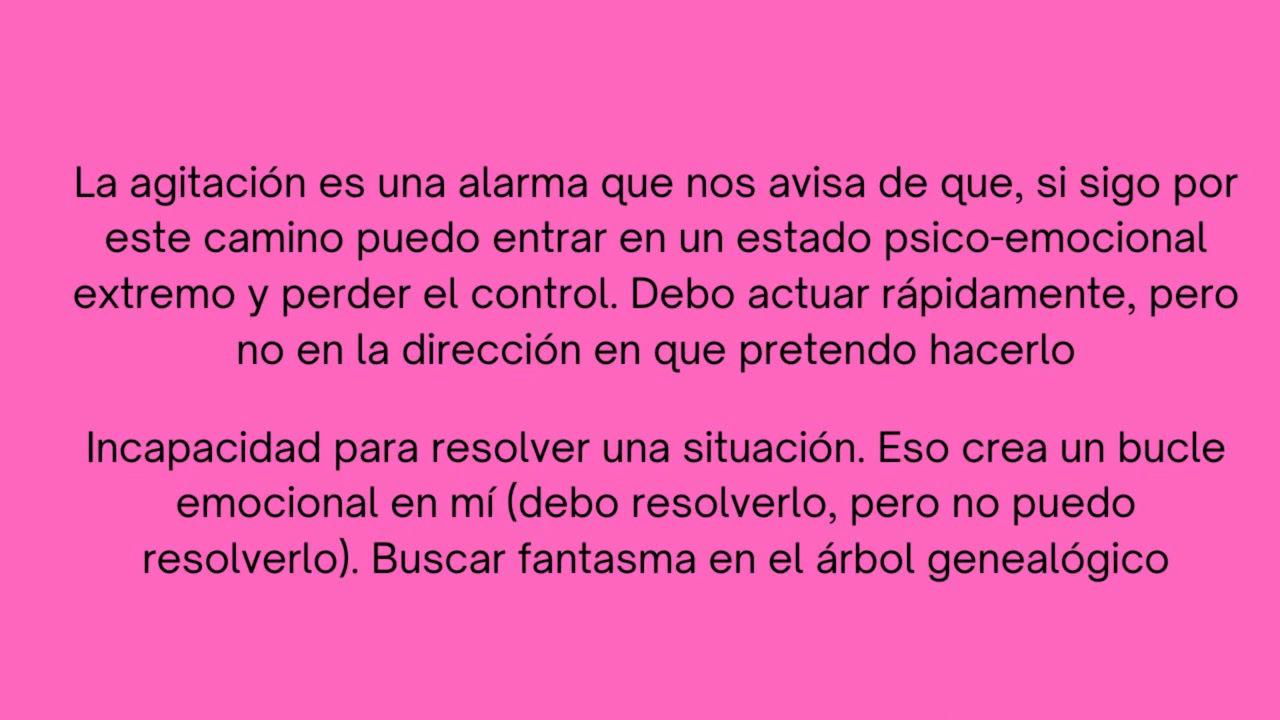 La agitación es una alarma que nos avisa de que, si sigo por
este camino puedo entrar en un estado psico-emocional
extremo y perder el control. Debo actuar rápidamente, pero
no en la dirección en que pretendo hacerlo
Incapacidad para resolver una situación. Eso crea un bucle
emocional en mí (debo resolverlo, pero no puedo
resolverlo). Buscar fantasma en el árbol genealógico